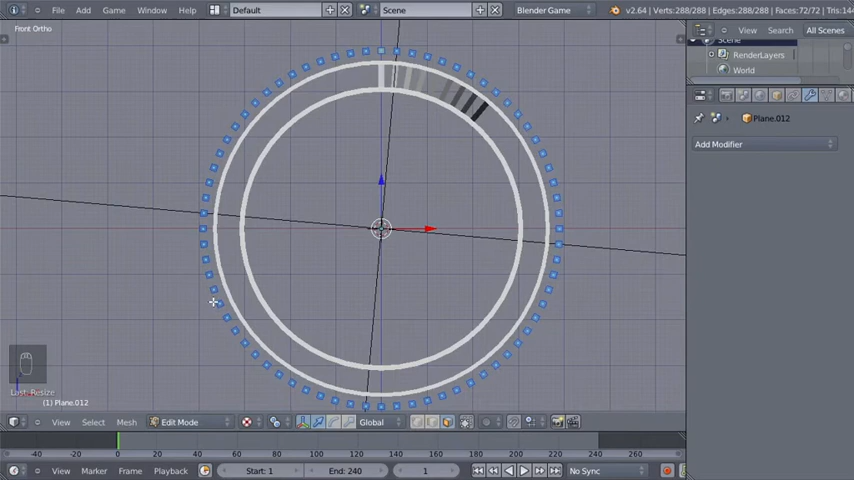 File Add Game Window Help Default Scene Blender Game v2.64 | Verts:288/288 | Edges:288/288 | Faces:72/72 | Tris:144
View Search All Scenes
Front Ortho
Scene
RenderLayers
World
Plane.012
Add Modifier
Last: Resize
(1) Plane.012
View Select Mesh Edit Mode Global
-40 -20 0 20 40 60 80 100 120 140 160 180 200 220 240 260
View Marker Frame Playback Start: 1 End: 240 1 No Sync